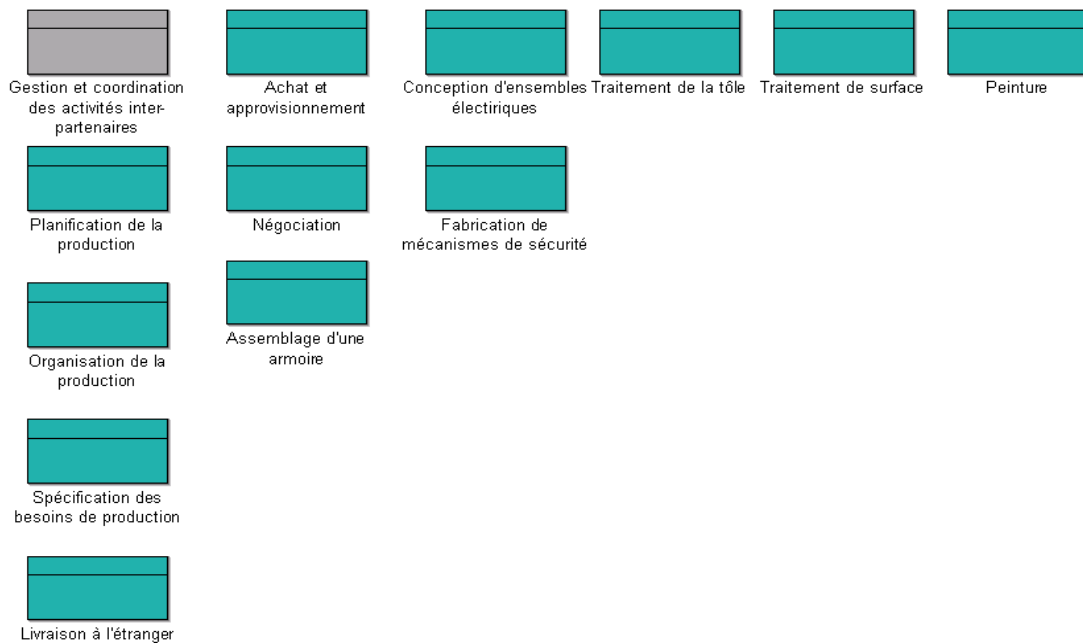 Gestion et coordination
des activités inter-
partenaires
Achat et
approvisionnement
Conception d'ensembles
électiriques
Traitement de la tôle
Traitement de surface
Peinture
Planification de la
production
Négociation
Fabrication de
mécanismes de sécurité
Organisation de la
production
Assemblage d'une
armoire
Spécification des
besoins de production
Livraison à l'étranger